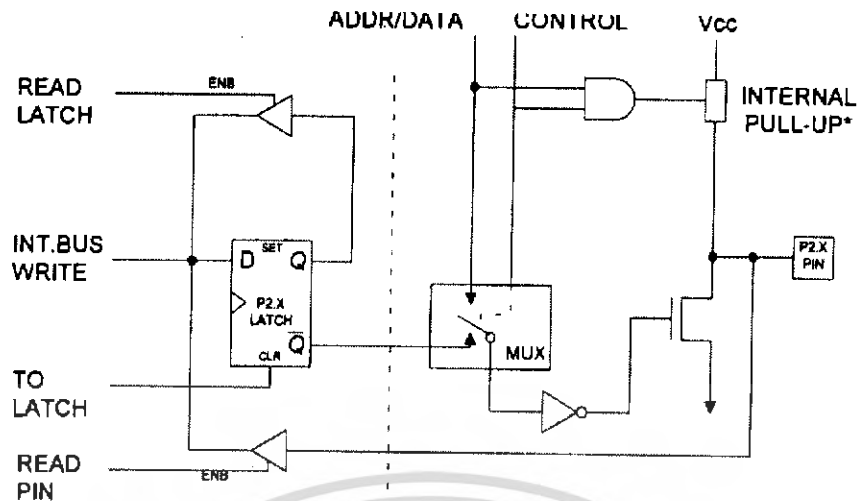 ADDR/DATA CONTROL Vcc
READ
LATCH
ENB
INTERNAL
PULL-UP*
INT.BUS
WRITE
D SET Q
P2.X
LATCH
Q̅
CLR
P2.X
PIN
MUX
TO
LATCH
READ
PIN
ENB